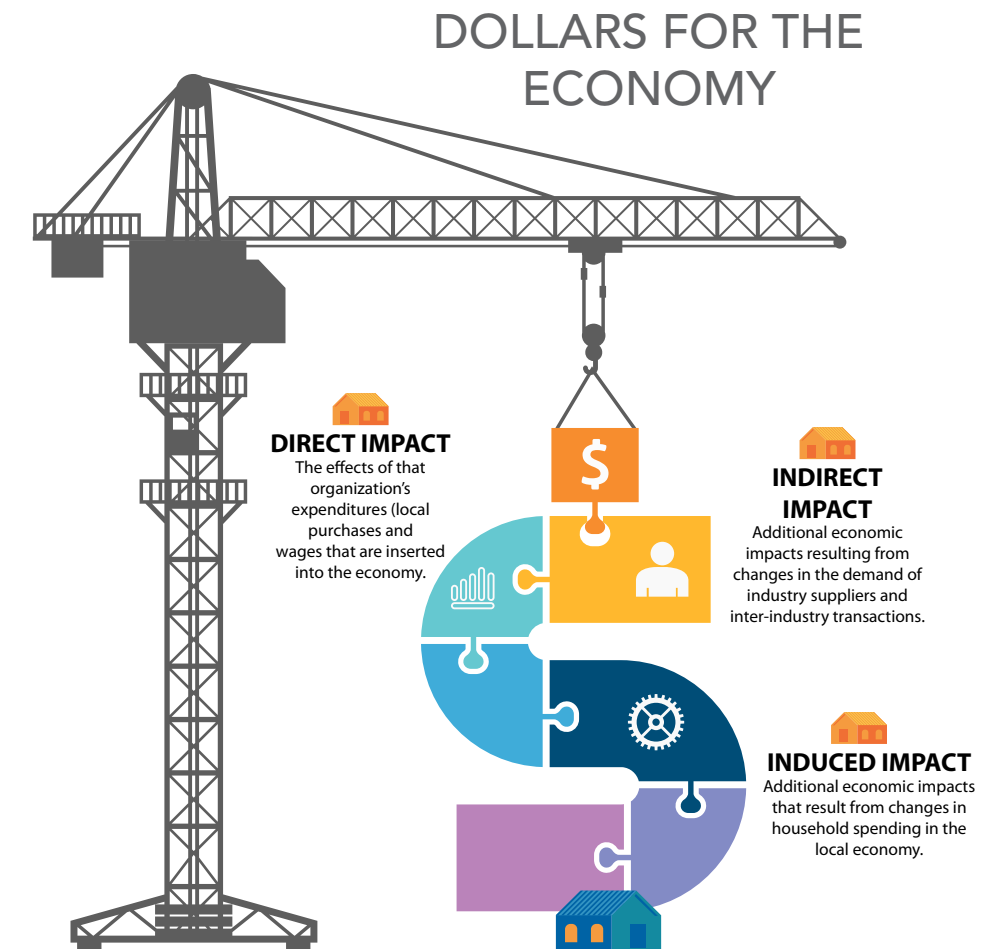 DOLLARS FOR THE
ECONOMY
DIRECT IMPACT
The effects of that
organization's
expenditures (local
purchases and
wages that are inserted
into the economy.
$
INDIRECT
IMPACT
Additional economic
impacts resulting from
changes in the demand of
industry suppliers and
inter-industry transactions.
INDUCED IMPACT
Additional economic impacts
that result from changes in
household spending in the
local economy.